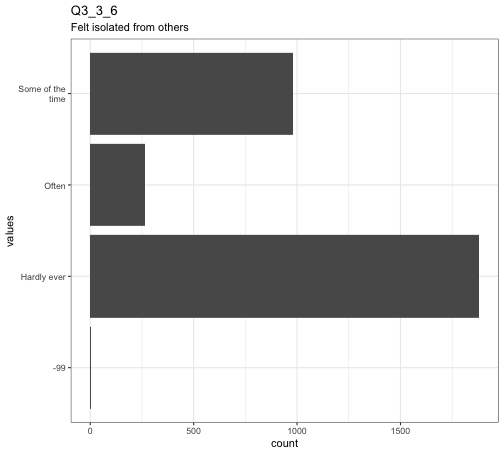 Q3_3_6
Felt isolated from others
Some of the
time
Often
Hardly ever
-99
values
0
500
1000
1500
count